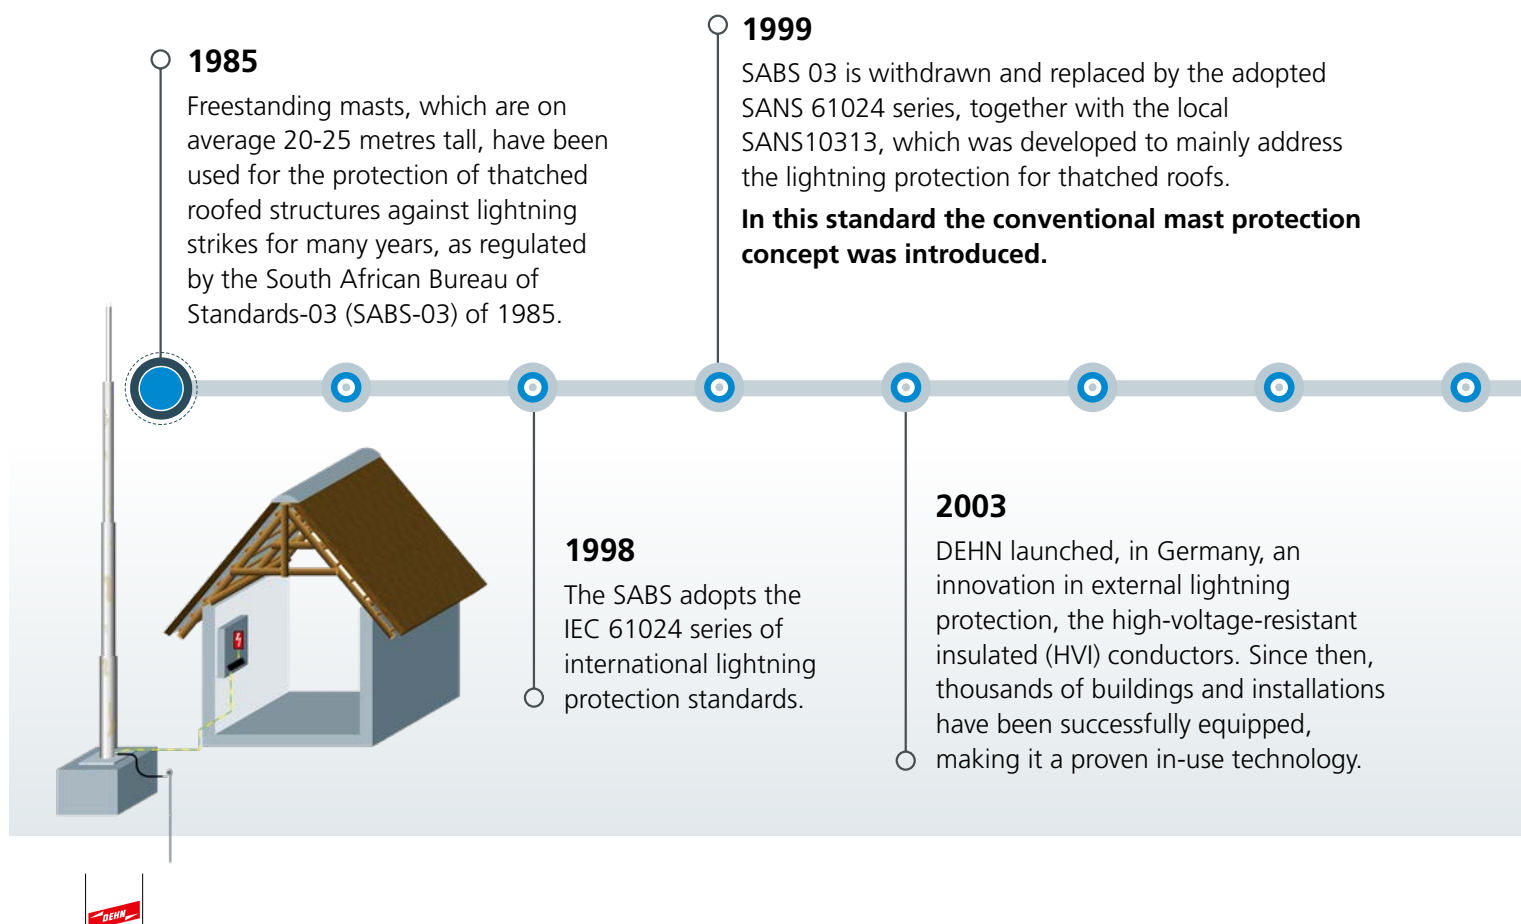 1985
Freestanding masts, which are on
average 20-25 metres tall, have been
used for the protection of thatched
roofed structures against lightning
strikes for many years, as regulated
by the South African Bureau of
Standards-03 (SABS-03) of 1985.
1999
SABS 03 is withdrawn and replaced by the adopted
SANS 61024 series, together with the local
SANS10313, which was developed to mainly address
the lightning protection for thatched roofs.
In this standard the conventional mast protection
concept was introduced.
1998
The SABS adopts the
IEC 61024 series of
international lightning
protection standards.
2003
DEHN launched, in Germany, an
innovation in external lightning
protection, the high-voltage-resistant
insulated (HVI) conductors. Since then,
thousands of buildings and installations
have been successfully equipped,
making it a proven in-use technology.
DEHN